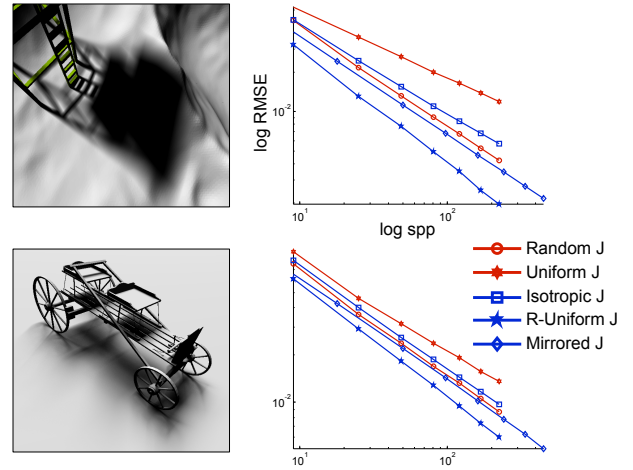 log RMSE
10⁻²
10¹
10²
log spp
10⁻²
10¹
10²
Random J
Uniform J
Isotropic J
R-Uniform J
Mirrored J